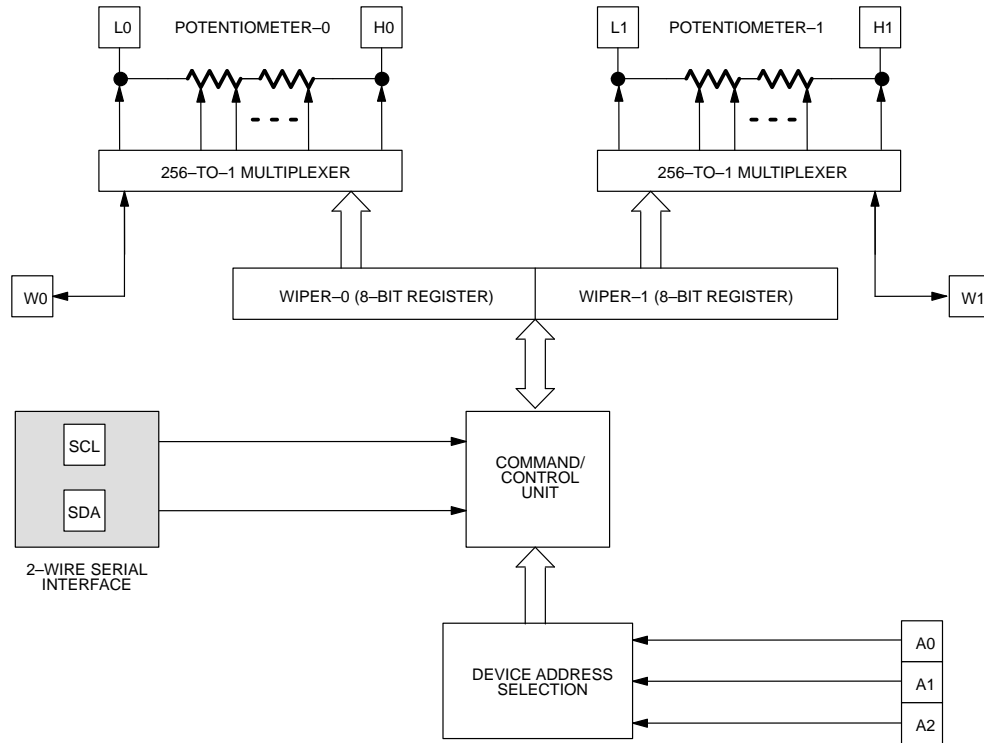 L0
POTENTIOMETER–0
H0
L1
POTENTIOMETER–1
H1
256–TO–1 MULTIPLEXER
256–TO–1 MULTIPLEXER
W0
WIPER–0 (8–BIT REGISTER)
WIPER–1 (8–BIT REGISTER)
W1
SCL
SDA
COMMAND/
CONTROL
UNIT
2–WIRE SERIAL
INTERFACE
DEVICE ADDRESS
SELECTION
A0
A1
A2